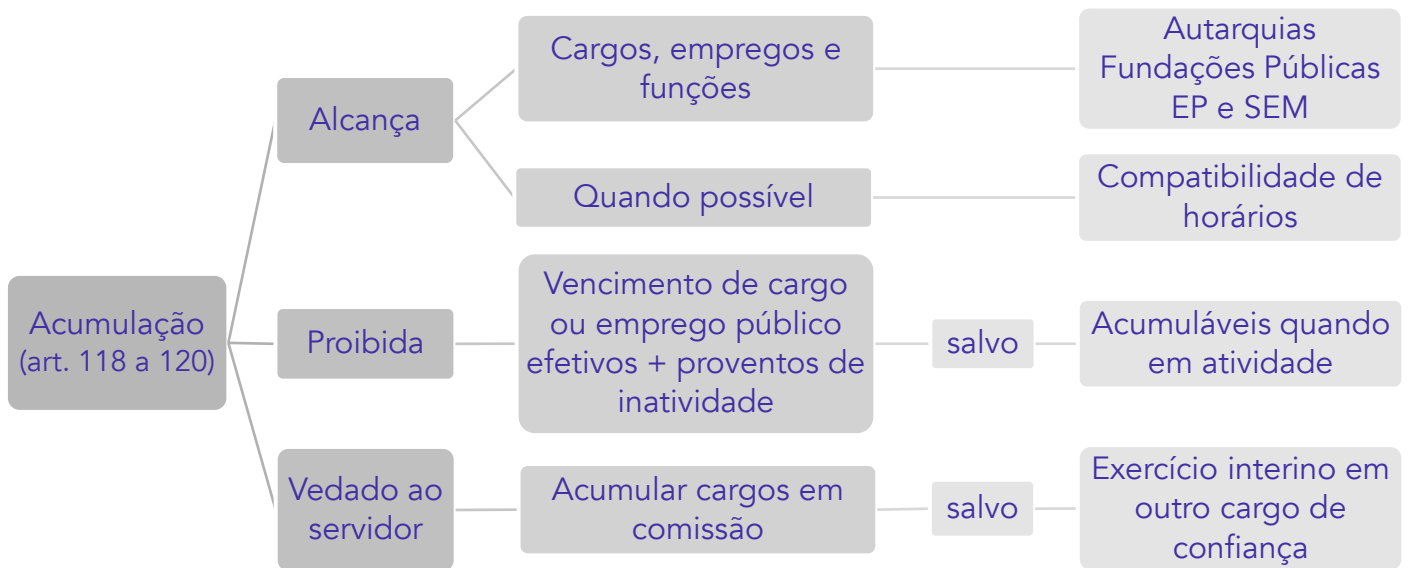 Acumulação
(art. 118 a 120)
Alcança
Cargos, empregos e
funções
Autarquias
Fundações Públicas
EP e SEM
Quando possível
Compatibilidade de
horários
Proibida
Vencimento de cargo
ou emprego público
efetivos + proventos de
inatividade
salvo
Acumuláveis quando
em atividade
Vedado ao
servidor
Acumular cargos em
comissão
salvo
Exercício interino em
outro cargo de
confiança